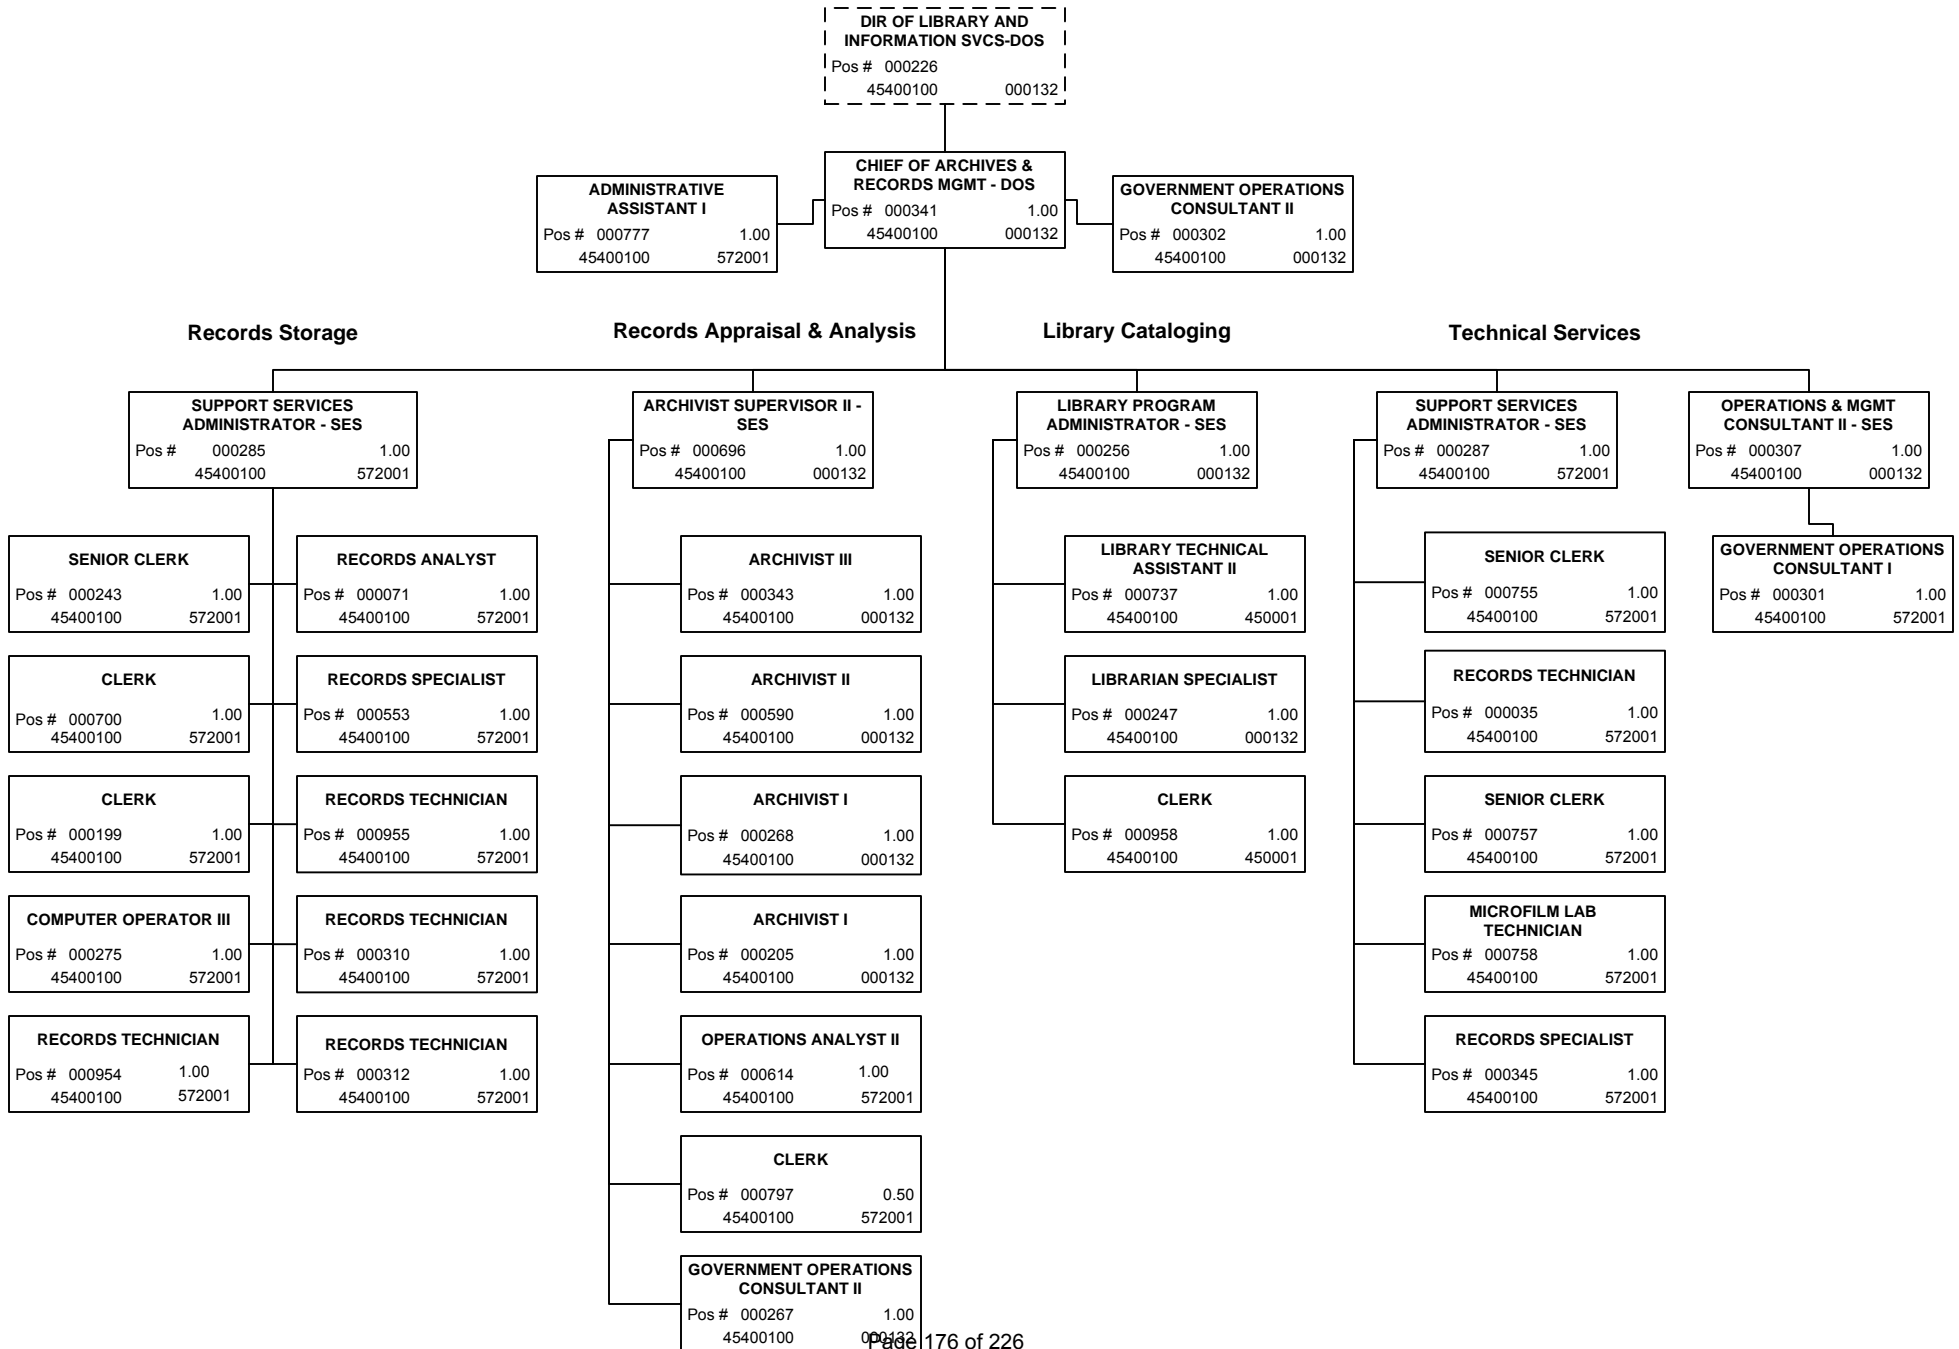 DIR OF LIBRARY AND
INFORMATION SVCS-DOS
Pos # 000226
45400100 000132
CHIEF OF ARCHIVES &
RECORDS MGMT - DOS
Pos # 000341 1.00
45400100 000132
ADMINISTRATIVE
ASSISTANT I
Pos # 000777 1.00
45400100 572001
GOVERNMENT OPERATIONS
CONSULTANT II
Pos # 000302 1.00
45400100 000132
Records Storage
Records Appraisal & Analysis
Library Cataloging
Technical Services
SUPPORT SERVICES
ADMINISTRATOR - SES
Pos # 000285 1.00
45400100 572001
ARCHIVIST SUPERVISOR II -
SES
Pos # 000696 1.00
45400100 000132
LIBRARY PROGRAM
ADMINISTRATOR - SES
Pos # 000256 1.00
45400100 000132
SUPPORT SERVICES
ADMINISTRATOR - SES
Pos # 000287 1.00
45400100 572001
OPERATIONS & MGMT
CONSULTANT II - SES
Pos # 000307 1.00
45400100 000132
SENIOR CLERK
Pos # 000243 1.00
45400100 572001
RECORDS ANALYST
Pos # 000071 1.00
45400100 572001
ARCHIVIST III
Pos # 000343 1.00
45400100 000132
LIBRARY TECHNICAL
ASSISTANT II
Pos # 000737 1.00
45400100 450001
SENIOR CLERK
Pos # 000755 1.00
45400100 572001
GOVERNMENT OPERATIONS
CONSULTANT I
Pos # 000301 1.00
45400100 572001
CLERK
Pos # 000700 1.00
45400100 572001
RECORDS SPECIALIST
Pos # 000553 1.00
45400100 572001
ARCHIVIST II
Pos # 000590 1.00
45400100 000132
LIBRARIAN SPECIALIST
Pos # 000247 1.00
45400100 000132
RECORDS TECHNICIAN
Pos # 000035 1.00
45400100 572001
CLERK
Pos # 000199 1.00
45400100 572001
RECORDS TECHNICIAN
Pos # 000955 1.00
45400100 572001
ARCHIVIST I
Pos # 000268 1.00
45400100 000132
CLERK
Pos # 000958 1.00
45400100 450001
SENIOR CLERK
Pos # 000757 1.00
45400100 572001
COMPUTER OPERATOR III
Pos # 000275 1.00
45400100 572001
RECORDS TECHNICIAN
Pos # 000310 1.00
45400100 572001
ARCHIVIST I
Pos # 000205 1.00
45400100 000132
MICROFILM LAB
TECHNICIAN
Pos # 000758 1.00
45400100 572001
RECORDS TECHNICIAN
Pos # 000954 1.00
45400100 572001
RECORDS TECHNICIAN
Pos # 000312 1.00
45400100 572001
OPERATIONS ANALYST II
Pos # 000614 1.00
45400100 572001
RECORDS SPECIALIST
Pos # 000345 1.00
45400100 572001
CLERK
Pos # 000797 0.50
45400100 572001
GOVERNMENT OPERATIONS
CONSULTANT II
Pos # 000267 1.00
45400100 000132
Page 176 of 226